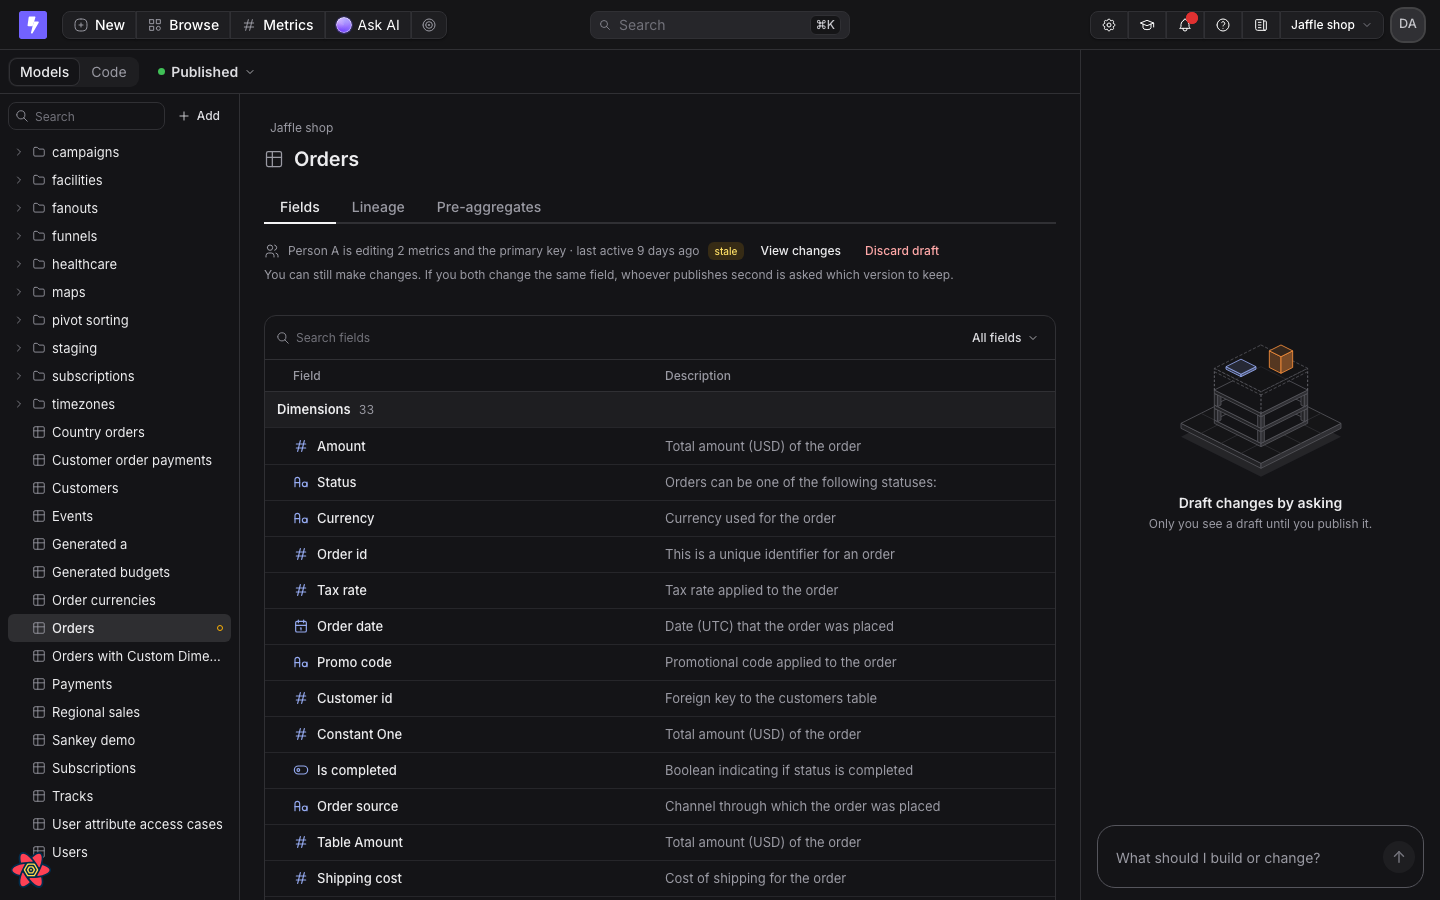 New
Browse
Metrics
Ask AI
Search
⌘K
Jaffle shop
DA
Models
Code
Published
Search
Add
campaigns
facilities
fanouts
funnels
healthcare
maps
pivot sorting
staging
subscriptions
timezones
Country orders
Customer order payments
Customers
Events
Generated a
Generated budgets
Order currencies
Orders
Orders with Custom Dime...
Payments
Regional sales
Sankey demo
Subscriptions
Tracks
User attribute access cases
Users
Jaffle shop
Orders
Fields
Lineage
Pre-aggregates
Person A is editing 2 metrics and the primary key · last active 9 days ago
stale
View changes
Discard draft
You can still make changes. If you both change the same field, whoever publishes second is asked which version to keep.
Search fields
All fields
Field Description
Dimensions 33
Amount Total amount (USD) of the order
Status Orders can be one of the following statuses:
Currency Currency used for the order
Order id This is a unique identifier for an order
Tax rate Tax rate applied to the order
Order date Date (UTC) that the order was placed
Promo code Promotional code applied to the order
Customer id Foreign key to the customers table
Constant One Total amount (USD) of the order
Is completed Boolean indicating if status is completed
Order source Channel through which the order was placed
Table Amount Total amount (USD) of the order
Shipping cost Cost of shipping for the order
Draft changes by asking
Only you see a draft until you publish it.
What should I build or change?